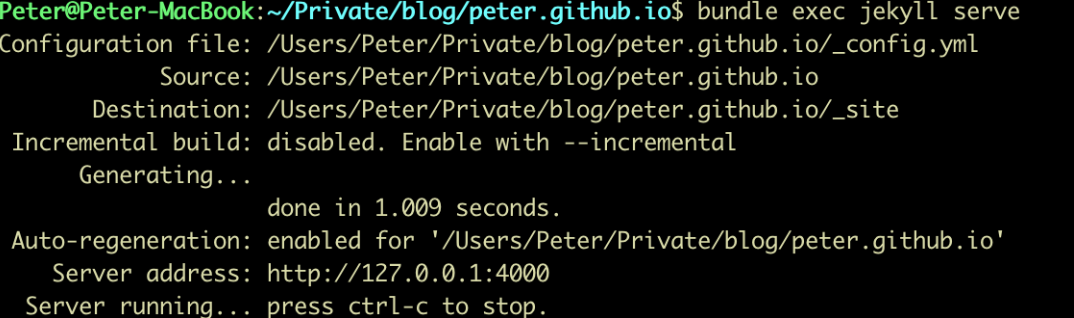 Peter@Peter-MacBook:~/Private/blog/peter.github.io$ bundle exec jekyll serve
Configuration file: /Users/Peter/Private/blog/peter.github.io/_config.yml
Source: /Users/Peter/Private/blog/peter.github.io
Destination: /Users/Peter/Private/blog/peter.github.io/_site
Incremental build: disabled. Enable with --incremental
Generating...
done in 1.009 seconds.
Auto-regeneration: enabled for '/Users/Peter/Private/blog/peter.github.io'
Server address: http://127.0.0.1:4000
Server running... press ctrl-c to stop.